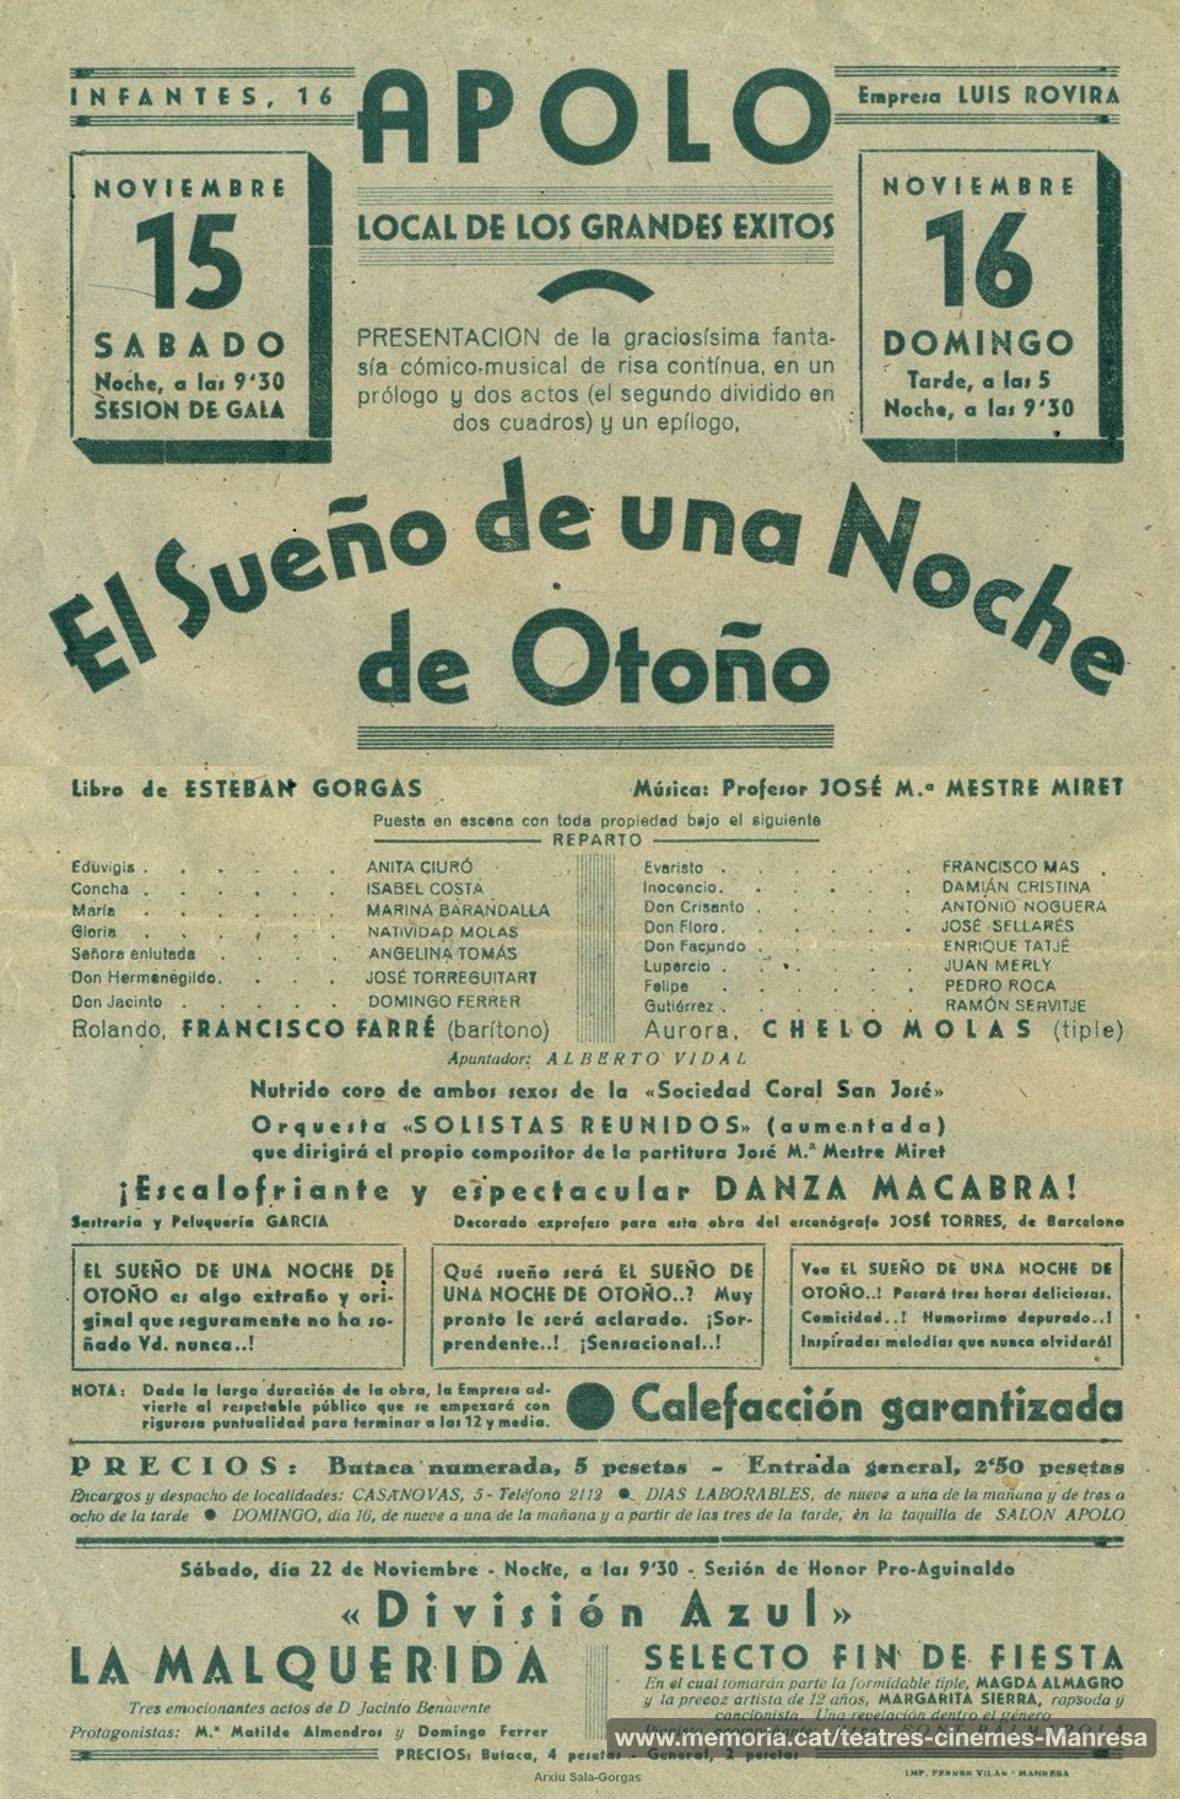 INFANTES, 16
APOLO
Empresa LUIS ROVIRA
NOVIEMBRE
15
SABADO
Noche, a las 9'30
SESION DE GALA
LOCAL DE LOS GRANDES EXITOS
PRESENTACION de la graciosísima fanta-
sía cómico-musical de risa contínua, en un
prólogo y dos actos (el segundo dividido en
dos cuadros) y un epílogo,
NOVIEMBRE
16
DOMINGO
Tarde, a las 5
Noche, a las 9'30
El Sueño de una Noche
de Otoño
Libro de ESTEBAN GORGAS
Música: Profesor JOSÉ M.ª MESTRE MIRET
Puesta en escena con toda propiedad bajo el siguiente
REPARTO
Eduvigis . . . . . . ANITA CIURÓ
Concha . . . . . . ISABEL COSTA
María . . . . . . MARINA BARANDALLA
Gloria . . . . . . NATIVIDAD MOLAS
Señora enlutada . . . . ANGELINA TOMÁS
Don Hermenegildo. . . . JOSÉ TORREGUITART
Don Jacinto . . . . . DOMINGO FERRER
Rolando, FRANCISCO FARRÉ (barítono)
Evaristo . . . . . FRANCISCO MAS
Inocencio. . . . . DAMIÁN CRISTINA
Don Crisanto . . . . ANTONIO NOGUERA
Don Floro. . . . . JOSÉ SELLARÉS
Don Facundo . . . . ENRIQUE TATJÉ
Lupercio . . . . . JUAN MERLY
Felipe . . . . . PEDRO ROCA
Gutiérrez . . . . . RAMÓN SERVITJE
Aurora, CHELO MOLAS (tiple)
Apuntador: ALBERTO VIDAL
Nutrido coro de ambos sexos de la «Sociedad Coral San José»
Orquesta «SOLISTAS REUNIDOS» (aumentada)
que dirigirá el propio compositor de la partitura José M.ª Mestre Miret
¡Escalofriante y espectacular DANZA MACABRA!
Sastrería y Peluquería GARCIA
Decorado exprofeso para esta obra del escenógrafo JOSÉ TORRES, de Barcelona
EL SUEÑO DE UNA NOCHE DE
OTOÑO es algo extraño y ori-
ginal que seguramente no ha so-
ñado Vd. nunca..!
Qué sueño será EL SUEÑO DE
UNA NOCHE DE OTOÑO..? Muy
pronto le será aclarado. ¡Sor-
prendente..! ¡Sensacional..!
Vea EL SUEÑO DE UNA NOCHE DE
OTOÑO..! Pasará tres horas deliciosas.
Comicidad..! Humorismo depurado..!
Inspiradas melodías que nunca olvidará!
NOTA: Dada la larga duración de la obra, la Empresa ad-
vierte al respetable público que se empezará con
rigurosa puntualidad para terminar a las 12 y media.
Calefacción garantizada
PRECIOS: Butaca numerada, 5 pesetas - Entrada general, 2'50 pesetas
Encargos y despacho de localidades: CASANOVAS, 5 - Teléfono 2112 ● DIAS LABORABLES, de nueve a una de la mañana y de tres a
ocho de la tarde ● DOMINGO, día 16, de nueve a una de la mañana y a partir de las tres de la tarde, en la taquilla de SALON APOLO
Sábado, día 22 de Noviembre - Noche, a las 9'30 - Sesión de Honor Pro-Aguinaldo
«División Azul»
LA MALQUERIDA
Tres emocionantes actos de D Jacinto Benavente
Protagonistas: M.ª Matilde Almendros y Domingo Ferrer
SELECTO FIN DE FIESTA
En el cual tomarán parte la formidable tiple, MAGDA ALMAGRO
y la precoz artista de 12 años, MARGARITA SIERRA, rapsoda y
cancionista. Una revelación dentro el género
PRECIOS: Butaca, 4 pesetas - General, 2 pesetas
www.memoria.cat/teatres-cinemes-Manresa
Arxiu Sala-Gorgas
IMP. FERRER VILA - MANRESA